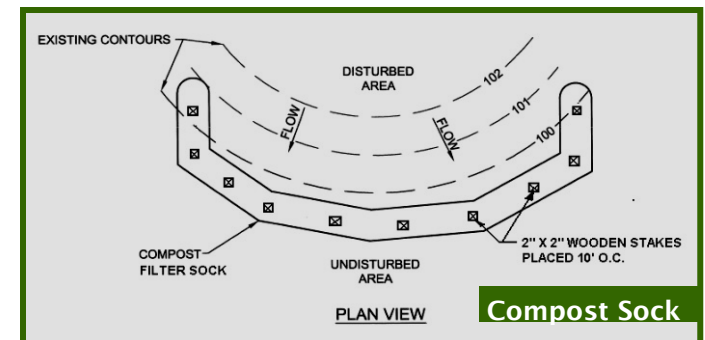 EXISTING CONTOURS
DISTURBED
AREA
102
101
100
FLOW
FLOW
COMPOST
FILTER SOCK
UNDISTURBED
AREA
2" X 2" WOODEN STAKES
PLACED 10' O.C.
PLAN VIEW
Compost Sock